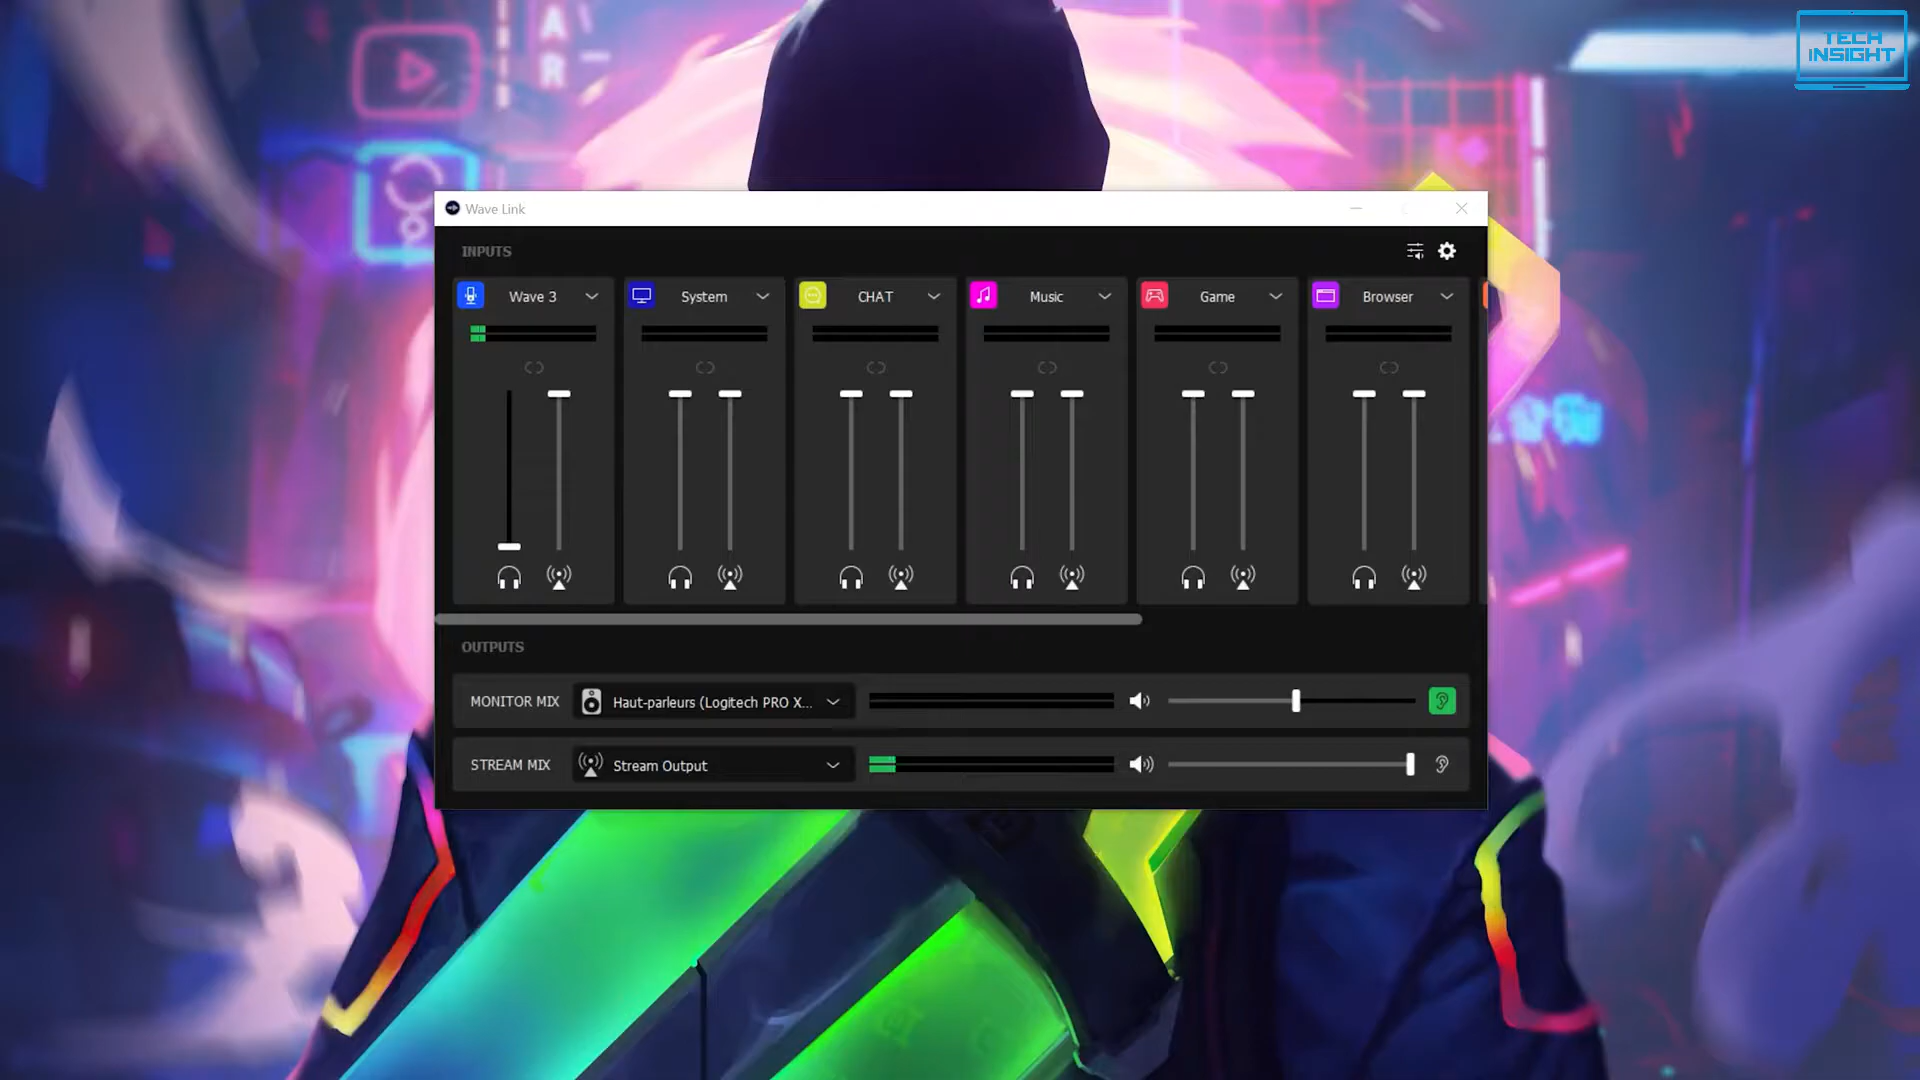 AR
TECH
INSIGHT
Wave Link
INPUTS
Wave 3
System
CHAT
Music
Game
Browser
OUTPUTS
MONITOR MIX
Haut-parleurs (Logitech PRO X...
STREAM MIX
Stream Output